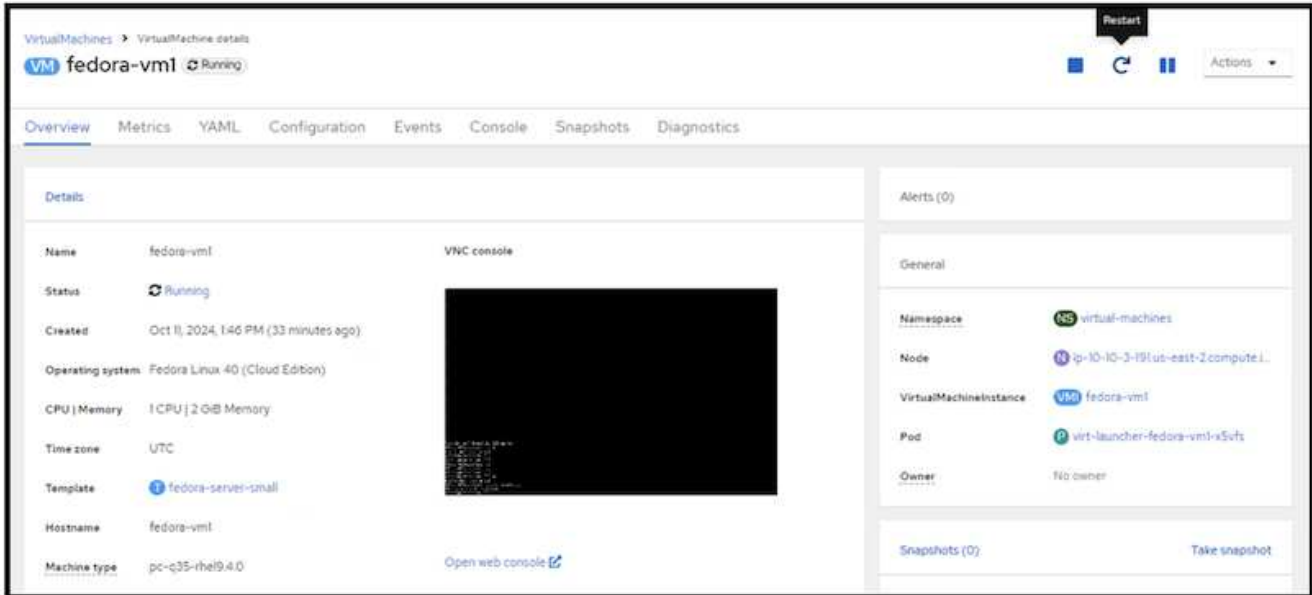 Restart
VirtualMachines > VirtualMachine details
VM fedora-vm1 Running
Actions
Overview Metrics YAML Configuration Events Console Snapshots Diagnostics
Details
Name fedora-vm1
Status Running
Created Oct 11, 2024, 1:46 PM (33 minutes ago)
Operating system Fedora Linux 40 (Cloud Edition)
CPU | Memory 1 CPU | 2 GiB Memory
Time zone UTC
Template T fedora-server-small
Hostname fedora-vm1
Machine type pc-q35-rhel9.4.0
VNC console
Open web console
Alerts (0)
General
Namespace NS virtual-machines
Node N ip-10-10-3-191.us-east-2.compute.i...
VirtualMachineInstance VMI fedora-vm1
Pod P virt-launcher-fedora-vm1-x5vfs
Owner No owner
Snapshots (0) Take snapshot